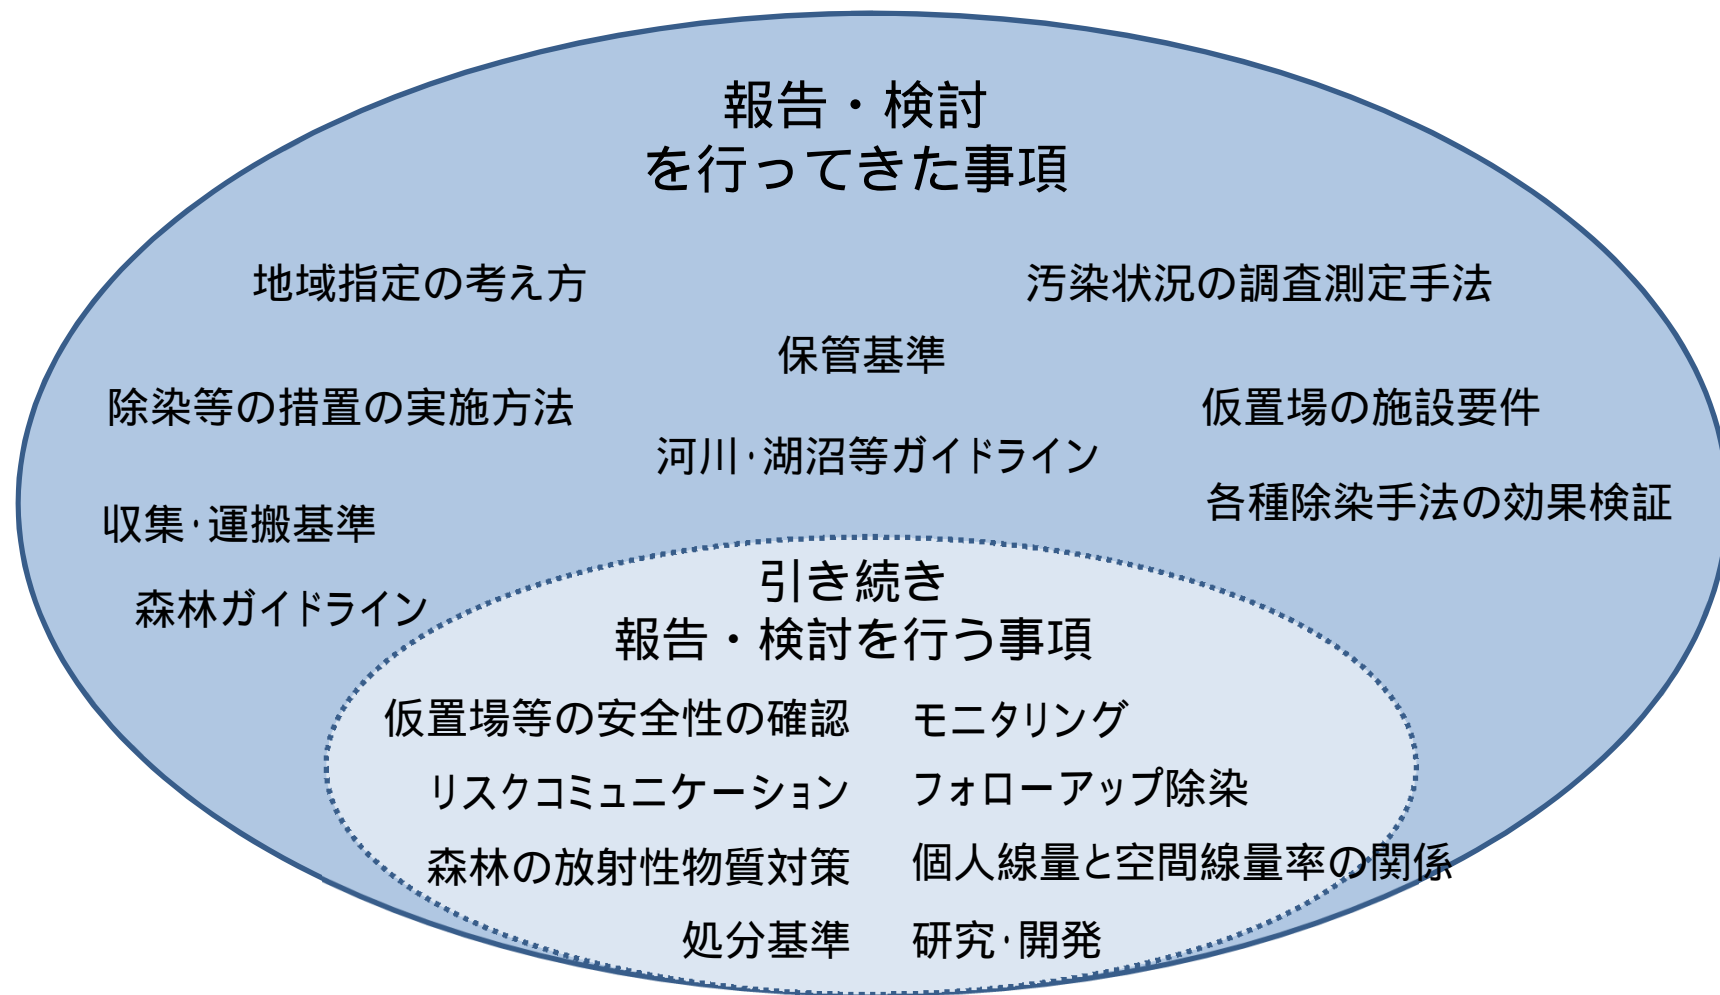 報告・検討
を行ってきた事項
地域指定の考え方
汚染状況の調査測定手法
保管基準
除染等の措置の実施方法
仮置場の施設要件
河川・湖沼等ガイドライン
各種除染手法の効果検証
収集・運搬基準
森林ガイドライン
引き続き
報告・検討を行う事項
仮置場等の安全性の確認
モニタリング
リスクコミュニケーション
フォローアップ除染
森林の放射性物質対策
個人線量と空間線量率の関係
処分基準
研究・開発